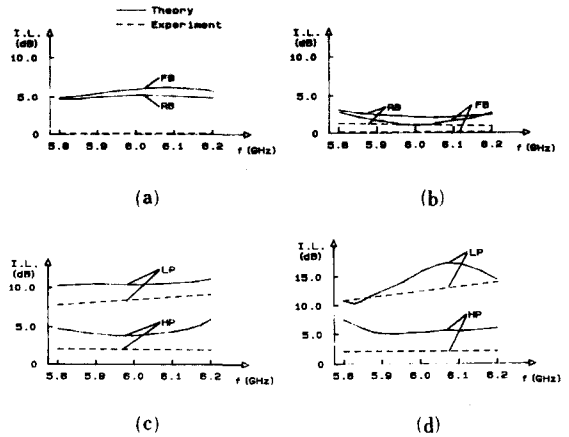 Theory
Experiment
I.L. (dB)
10.0
5.0
0
FB
RB
5.8 5.9 6.0 6.1 6.2
f (GHz)
(a)
I.L. (dB)
10.0
5.0
0
RB
FB
5.8 5.9 6.0 6.1 6.2
f (GHz)
(b)
I.L. (dB)
10.0
5.0
0
LP
HP
5.8 5.9 6.0 6.1 6.2
f (GHz)
(c)
I.L. (dB)
15.0
10.0
5.0
0
LP
HP
5.8 5.9 6.0 6.1 6.2
f (GHz)
(d)